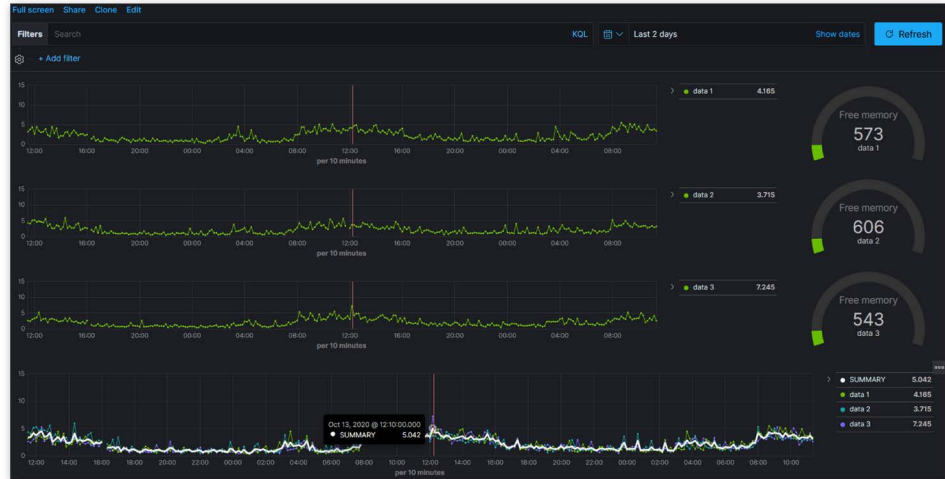 Full screen Share Clone Edit
Filters Search KQL Last 2 days Show dates Refresh
+ Add filter
15
10
5
0
12:00 16:00 20:00 00:00 04:00 08:00 12:00 16:00 20:00 00:00 04:00 08:00
per 10 minutes
data 1 4.165
Free memory
573
data 1
15
10
5
0
12:00 16:00 20:00 00:00 04:00 08:00 12:00 16:00 20:00 00:00 04:00 08:00
per 10 minutes
data 2 3.715
Free memory
606
data 2
15
10
5
0
12:00 16:00 20:00 00:00 04:00 08:00 12:00 16:00 20:00 00:00 04:00 08:00
per 10 minutes
data 3 7.245
Free memory
543
data 3
15
10
5
0
Oct 13, 2020 @ 12:10:00.000
SUMMARY 5.042
12:00 14:00 16:00 18:00 20:00 22:00 00:00 02:00 04:00 06:00 08:00 10:00 12:00 14:00 16:00 18:00 20:00 22:00 00:00 02:00 04:00 06:00 08:00 10:00
per 10 minutes
SUMMARY 5.042
data 1 4.165
data 2 3.715
data 3 7.245